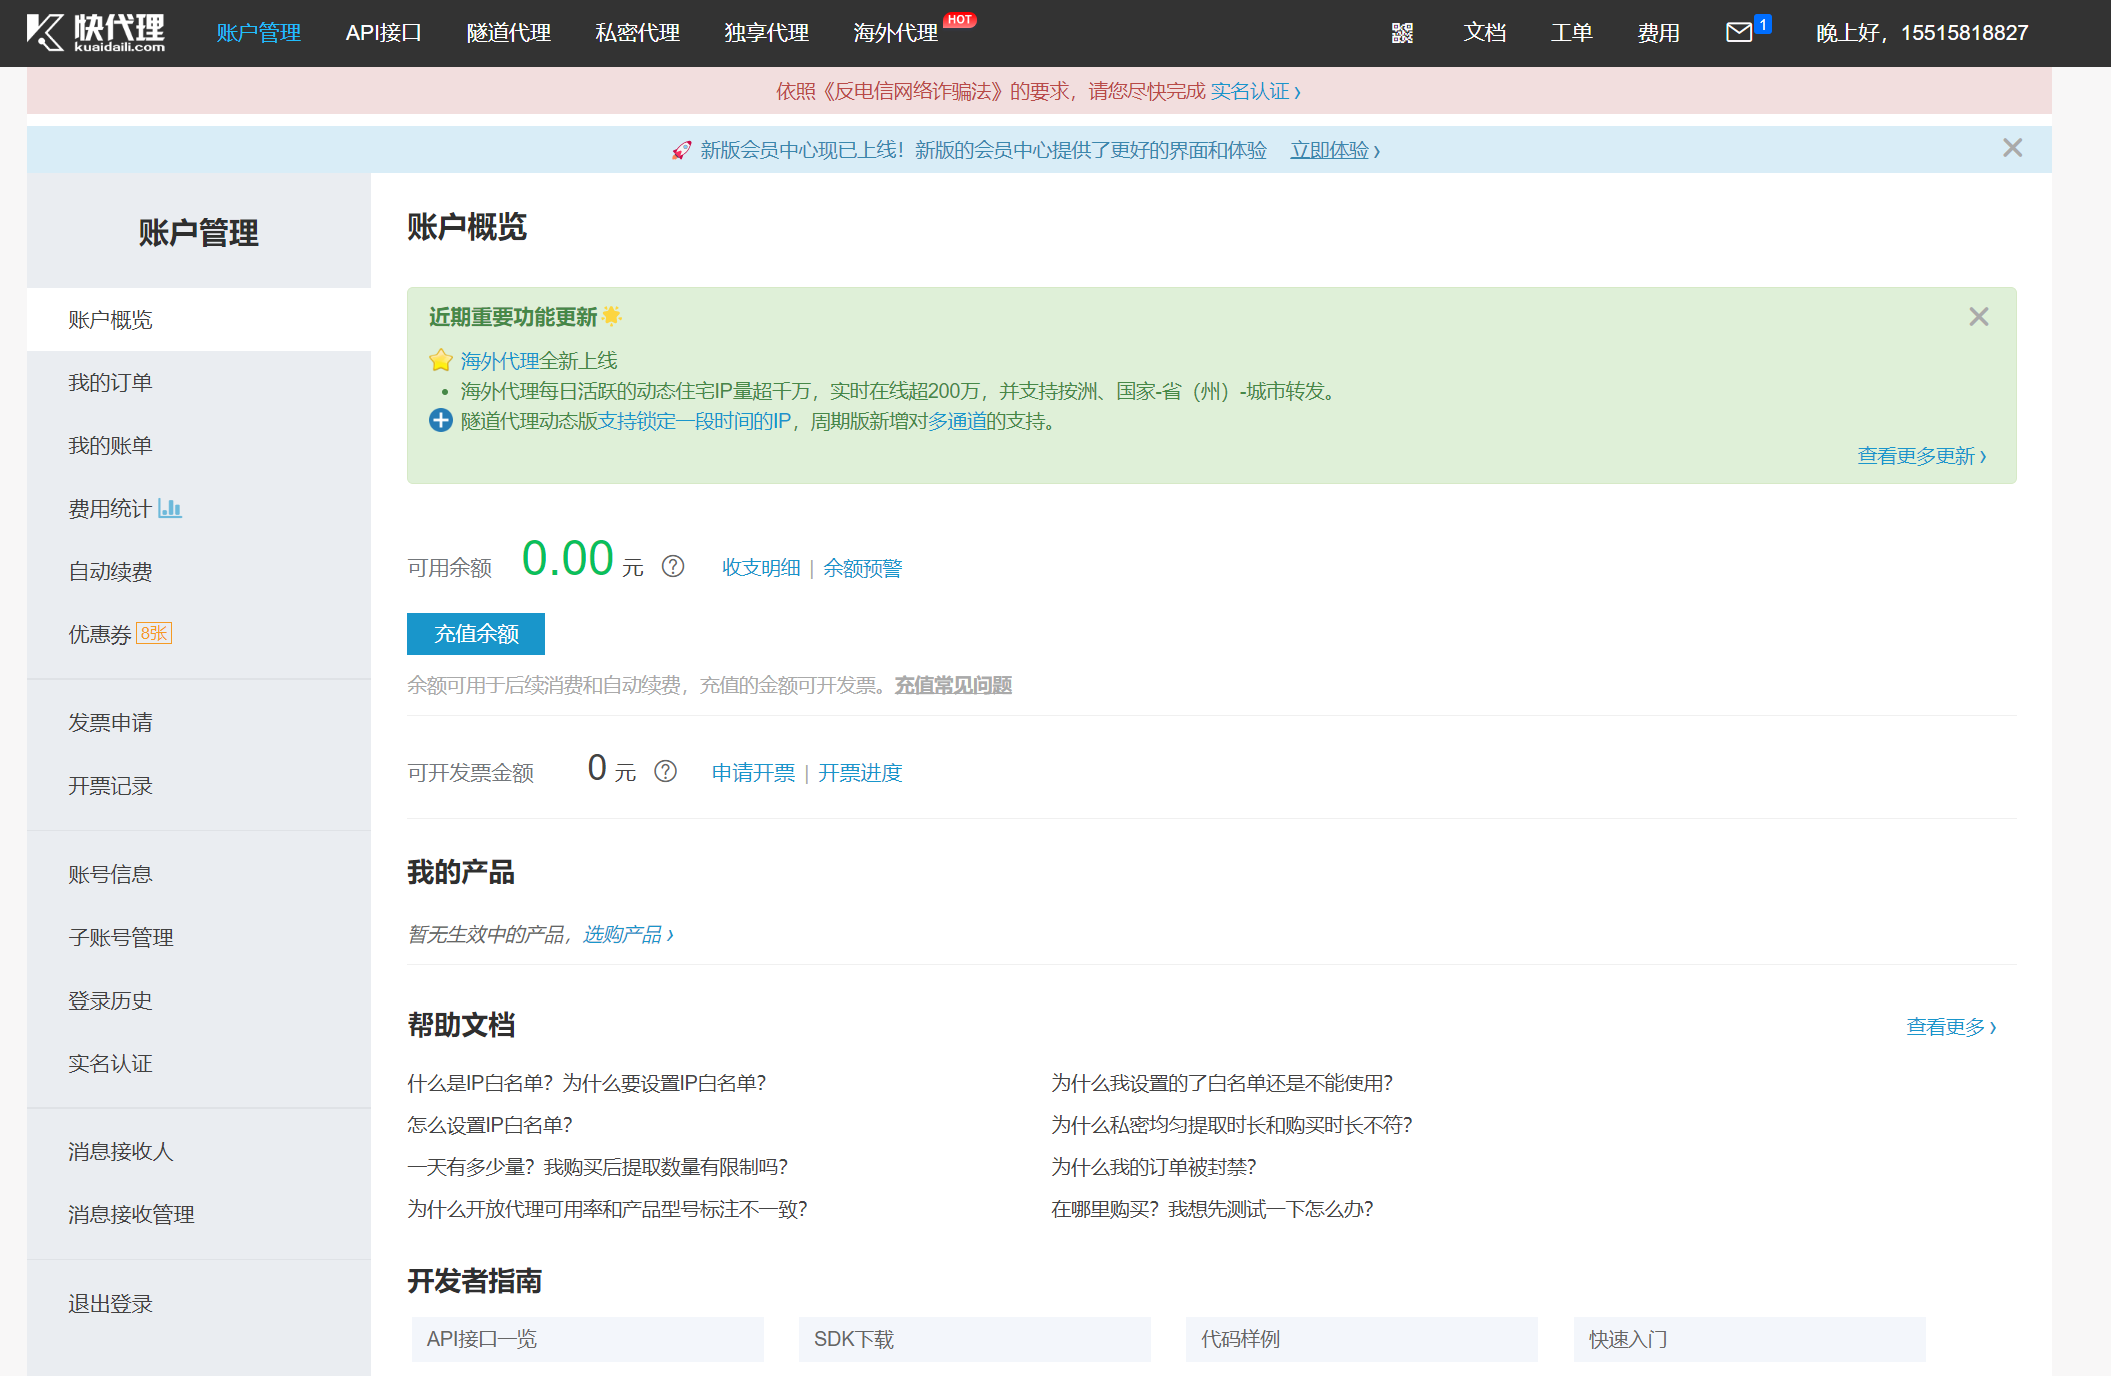 快代理 kuaidaili.com 账户管理 API接口 隧道代理 私密代理 独享代理 海外代理 HOT 文档 工单 费用 1 晚上好，15515818827
依照《反电信网络诈骗法》的要求，请您尽快完成 实名认证 ›
新版会员中心现已上线！新版的会员中心提供了更好的界面和体验 立即体验 ›
账户管理
账户概览
我的订单
我的账单
费用统计
自动续费
优惠券 8张
发票申请
开票记录
账号信息
子账号管理
登录历史
实名认证
消息接收人
消息接收管理
退出登录
账户概览
近期重要功能更新
海外代理全新上线
• 海外代理每日活跃的动态住宅IP量超千万，实时在线超200万，并支持按洲、国家-省（州）-城市转发。
隧道代理动态版支持锁定一段时间的IP，周期版新增对多通道的支持。
查看更多更新 ›
可用余额 0.00 元 ? 收支明细 | 余额预警
充值余额
余额可用于后续消费和自动续费，充值的金额可开发票。充值常见问题
可开发票金额 0 元 ? 申请开票 | 开票进度
我的产品
暂无生效中的产品，选购产品 ›
帮助文档 查看更多 ›
什么是IP白名单？为什么要设置IP白名单？ 为什么我设置的了白名单还是不能使用？
怎么设置IP白名单？ 为什么私密均匀提取时长和购买时长不符？
一天有多少量？我购买后提取数量有限制吗？ 为什么我的订单被封禁？
为什么开放代理可用率和产品型号标注不一致？ 在哪里购买？我想先测试一下怎么办？
开发者指南
API接口一览 SDK下载 代码样例 快速入门